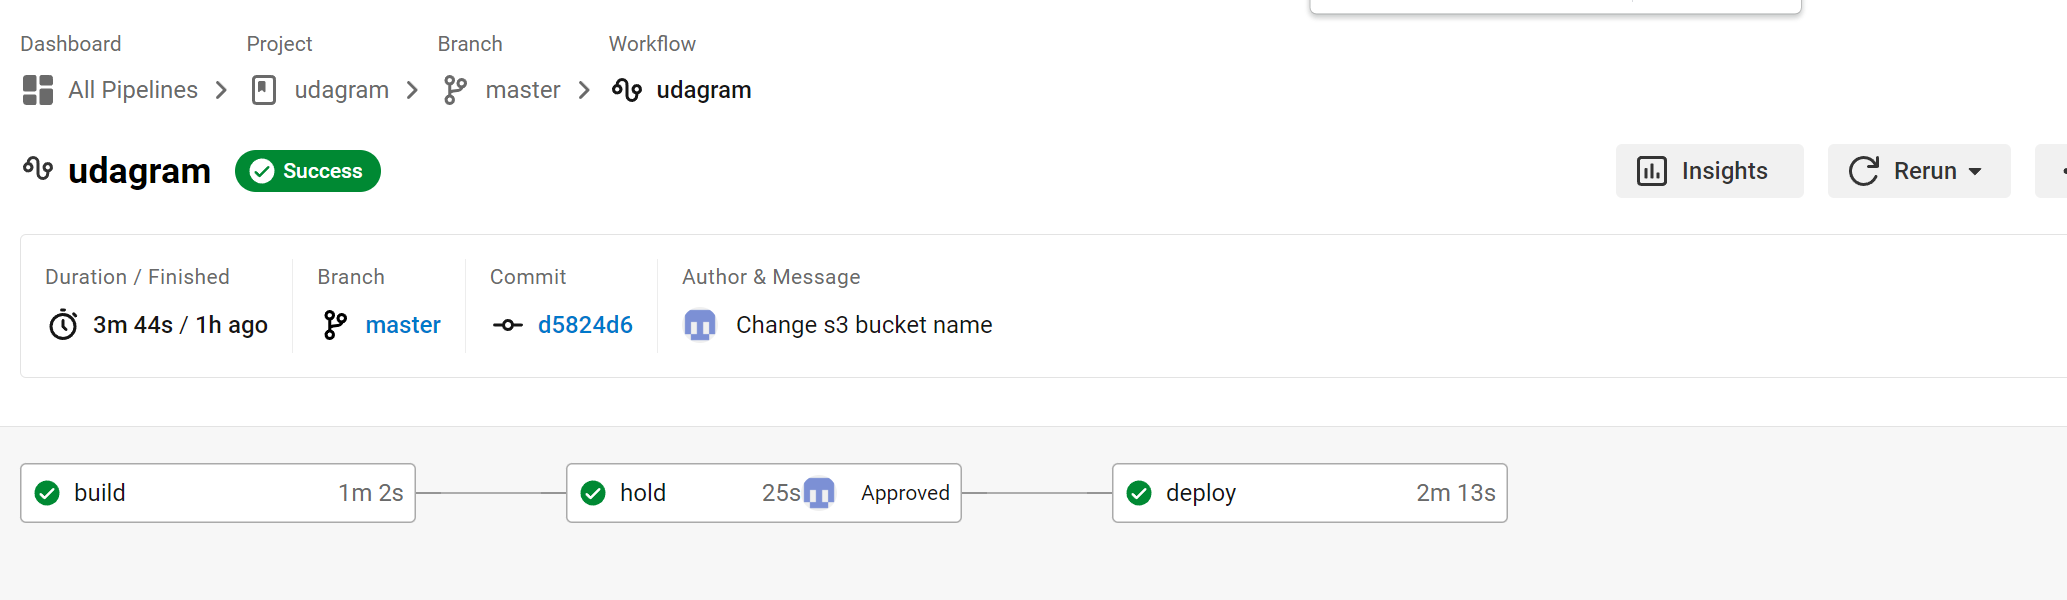 Dashboard Project Branch Workflow
All Pipelines udagram master udagram
udagram Success Insights Rerun
Duration / Finished Branch Commit Author & Message
3m 44s / 1h ago master d5824d6 Change s3 bucket name
build 1m 2s hold 25s Approved deploy 2m 13s